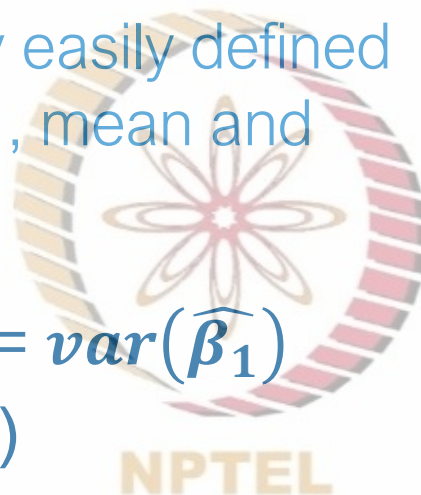 easily defined
, mean and
= var(β̂₁)
)
NPTEL